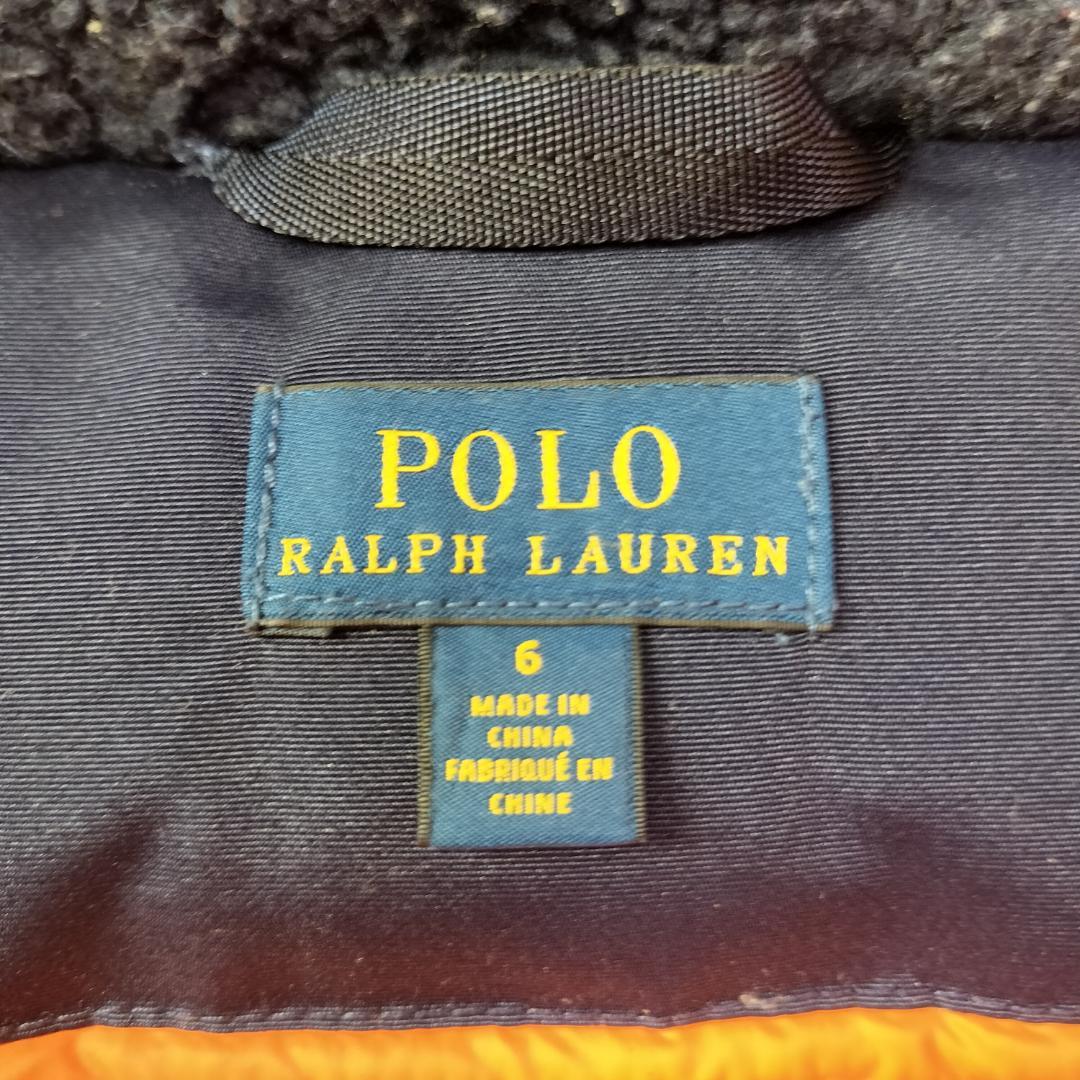 POLO
RALPH LAUREN
6
MADE IN
CHINA
FABRIQUÉ EN
CHINE